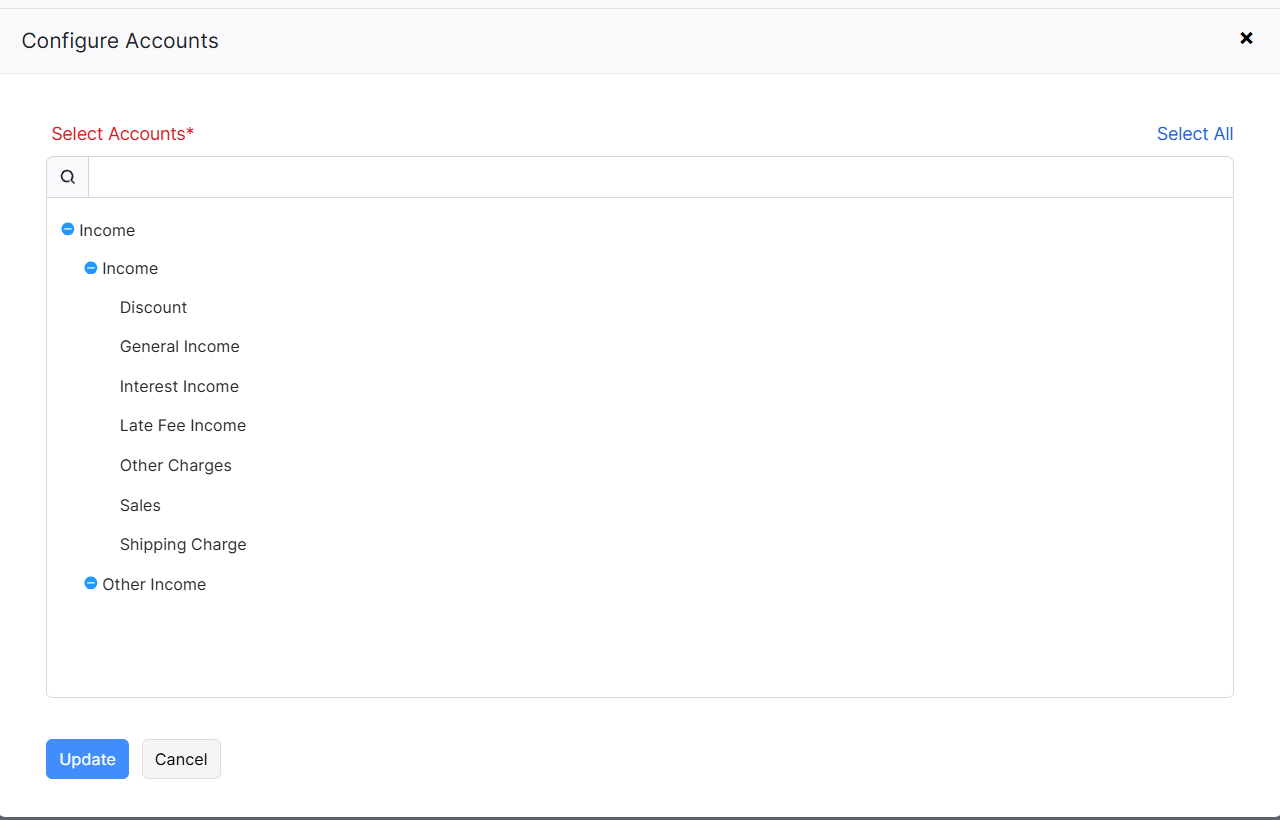 Configure Accounts
Select Accounts*
Select All
Income
Income
Discount
General Income
Interest Income
Late Fee Income
Other Charges
Sales
Shipping Charge
Other Income
Update
Cancel